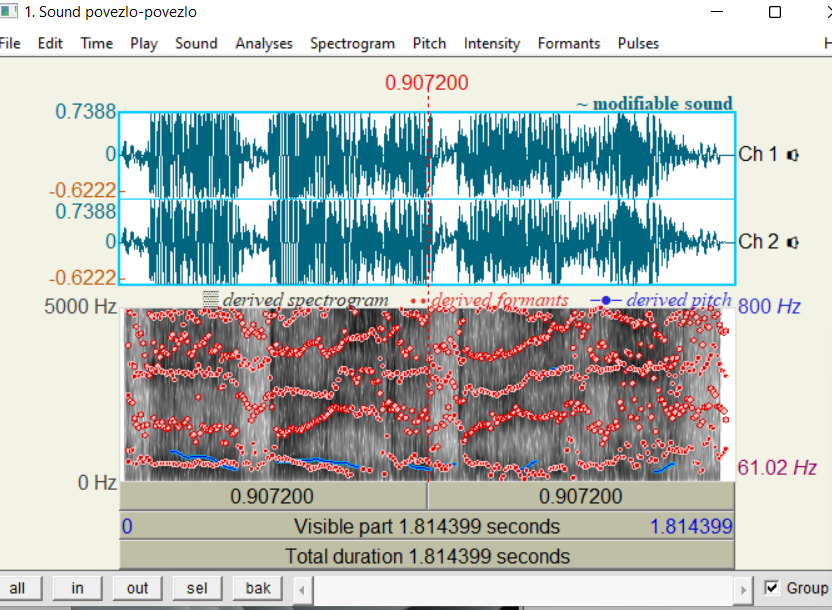 1. Sound povezlo-povezlo
File Edit Time Play Sound Analyses Spectrogram Pitch Intensity Formants Pulses H
0.907200
~ modifiable sound
0.7388
0 Ch 1
-0.6222
0.7388
0 Ch 2
-0.6222
derived spectrogram derived formants derived pitch
5000 Hz 800 Hz
0 Hz 61.02 Hz
0.907200 0.907200
0 Visible part 1.814399 seconds 1.814399
Total duration 1.814399 seconds
all in out sel bak Group